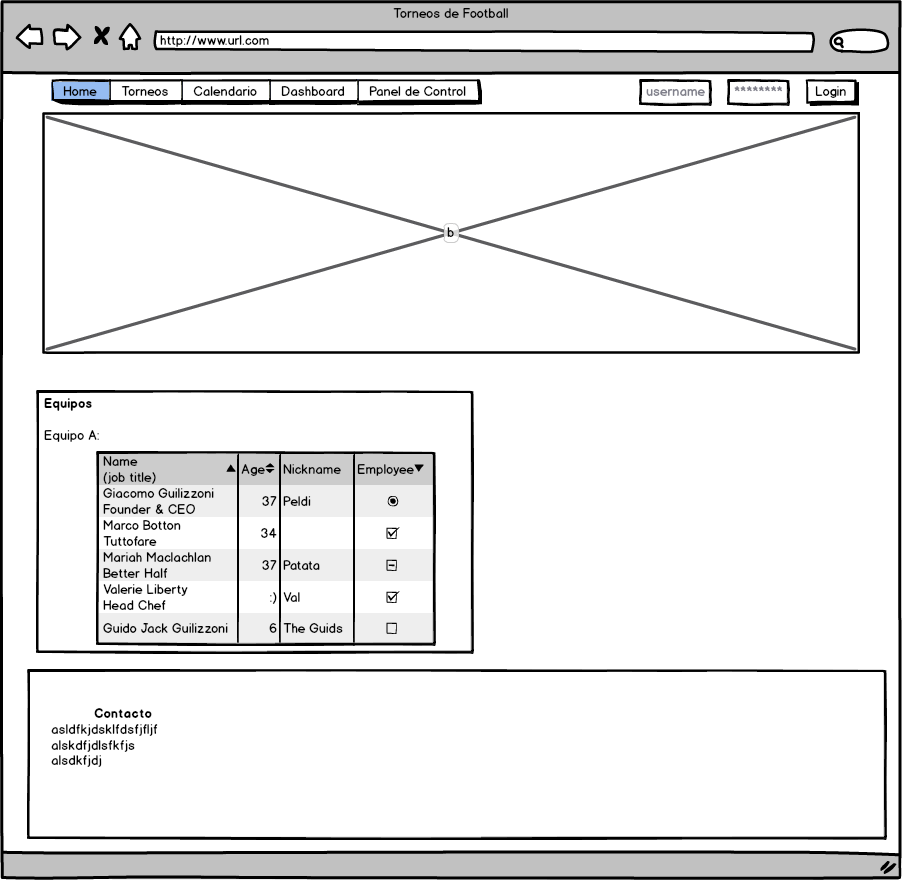 Torneos de Football
http://www.url.com
Home Torneos Calendario Dashboard Panel de Control username ******** Login
b
Equipos
Equipo A:
Name (job title) Age Nickname Employee
Giacomo Guilizzoni
Founder & CEO 37 Peldi
Marco Botton
Tuttofare 34
Mariah Maclachlan
Better Half 37 Patata
Valerie Liberty
Head Chef :) Val
Guido Jack Guilizzoni 6 The Guids
Contacto
asldfkjdsklfdsfjfljf
alskdfjdlsfkfjs
alsdkfjdj